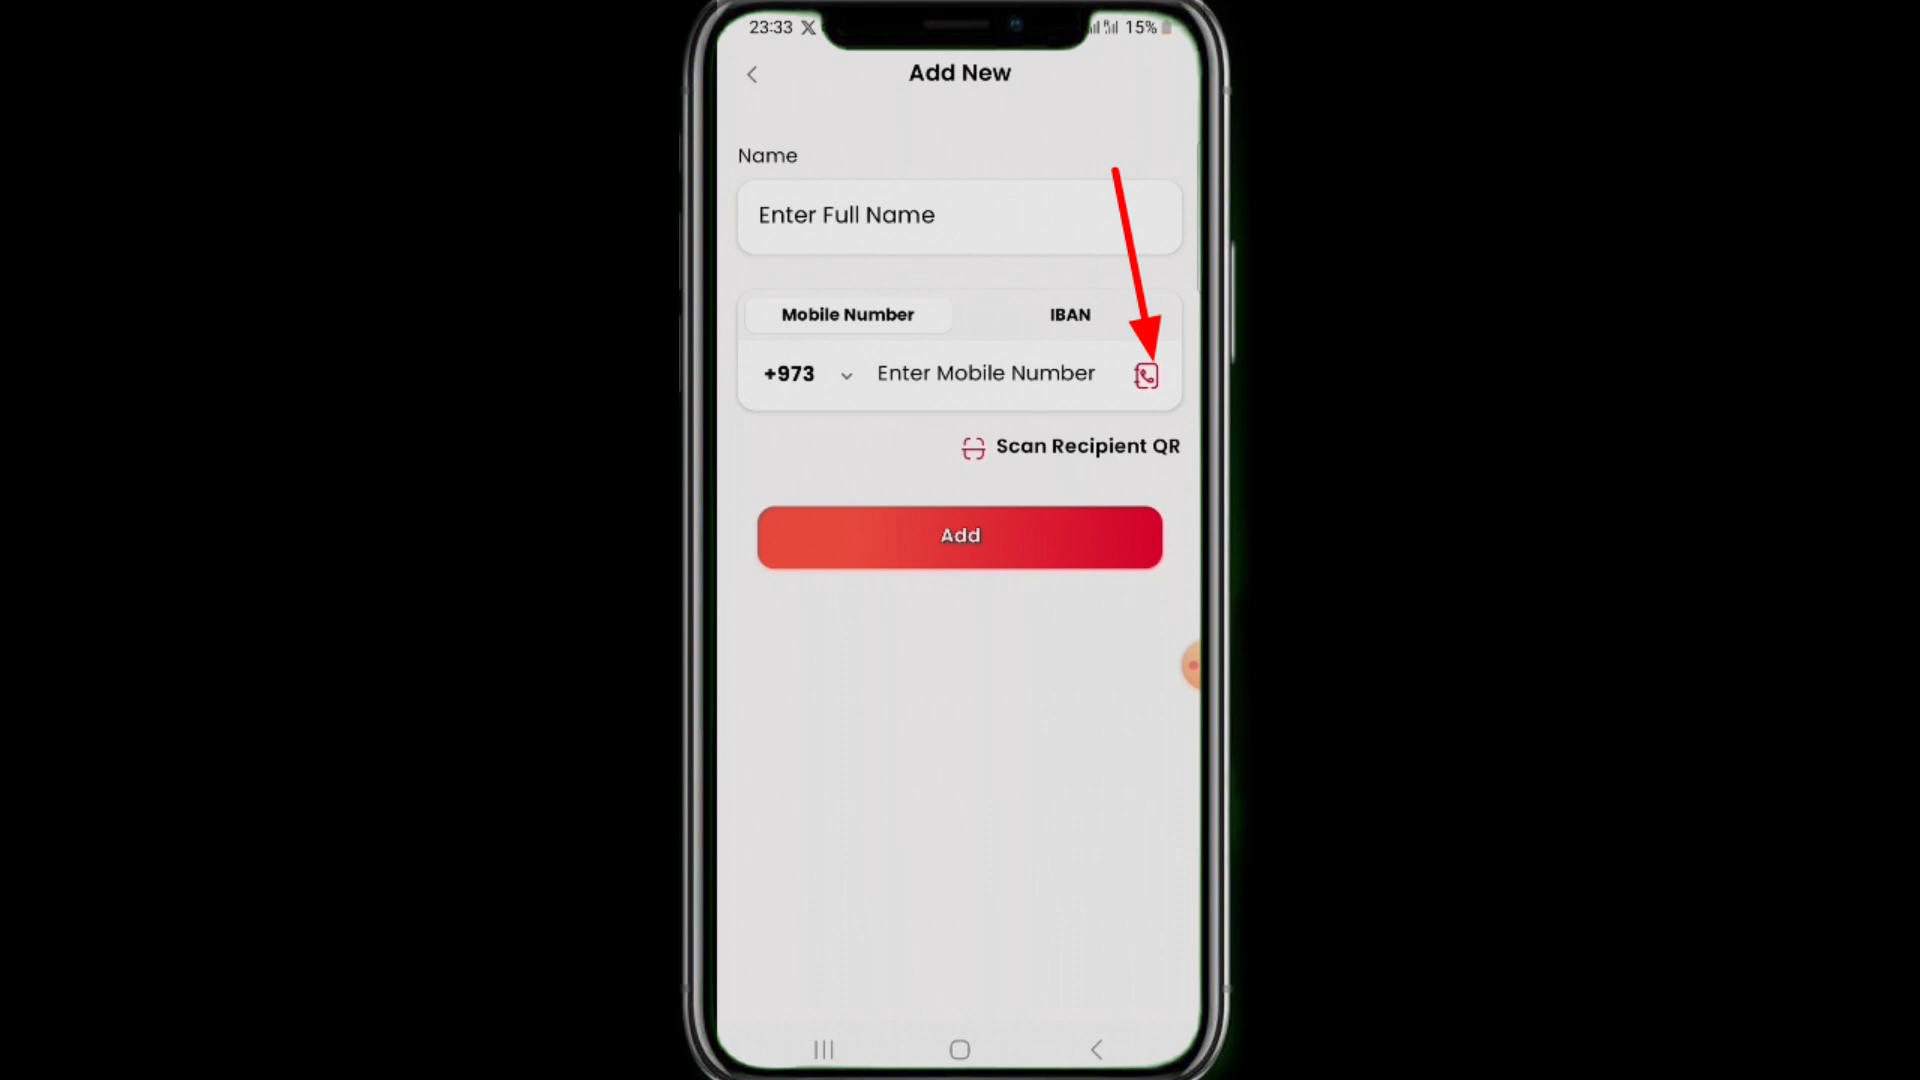 23:33 X 15%
Add New
Name
Enter Full Name
Mobile Number IBAN
+973 Enter Mobile Number
Scan Recipient QR
Add